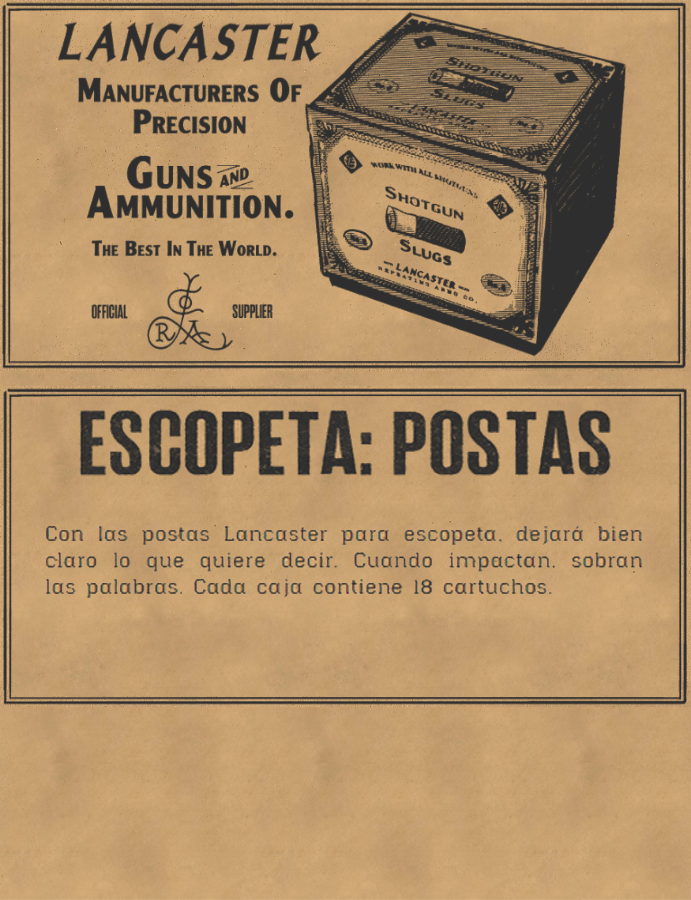 LANCASTER
MANUFACTURERS OF
PRECISION
GUNS AND
AMMUNITION.
THE BEST IN THE WORLD.
OFFICIAL
SUPPLIER
SHOTGUN
SLUGS
LANCASTER
WORK WITH ALL SHOTGUNS
SHOTGUN
SLUGS
LANCASTER
REPEATING ARMS CO.
ESCOPETA: POSTAS
Con las postas Lancaster para escopeta, dejará bien
claro lo que quiere decir. Cuando impactan, sobran
las palabras. Cada caja contiene 18 cartuchos.